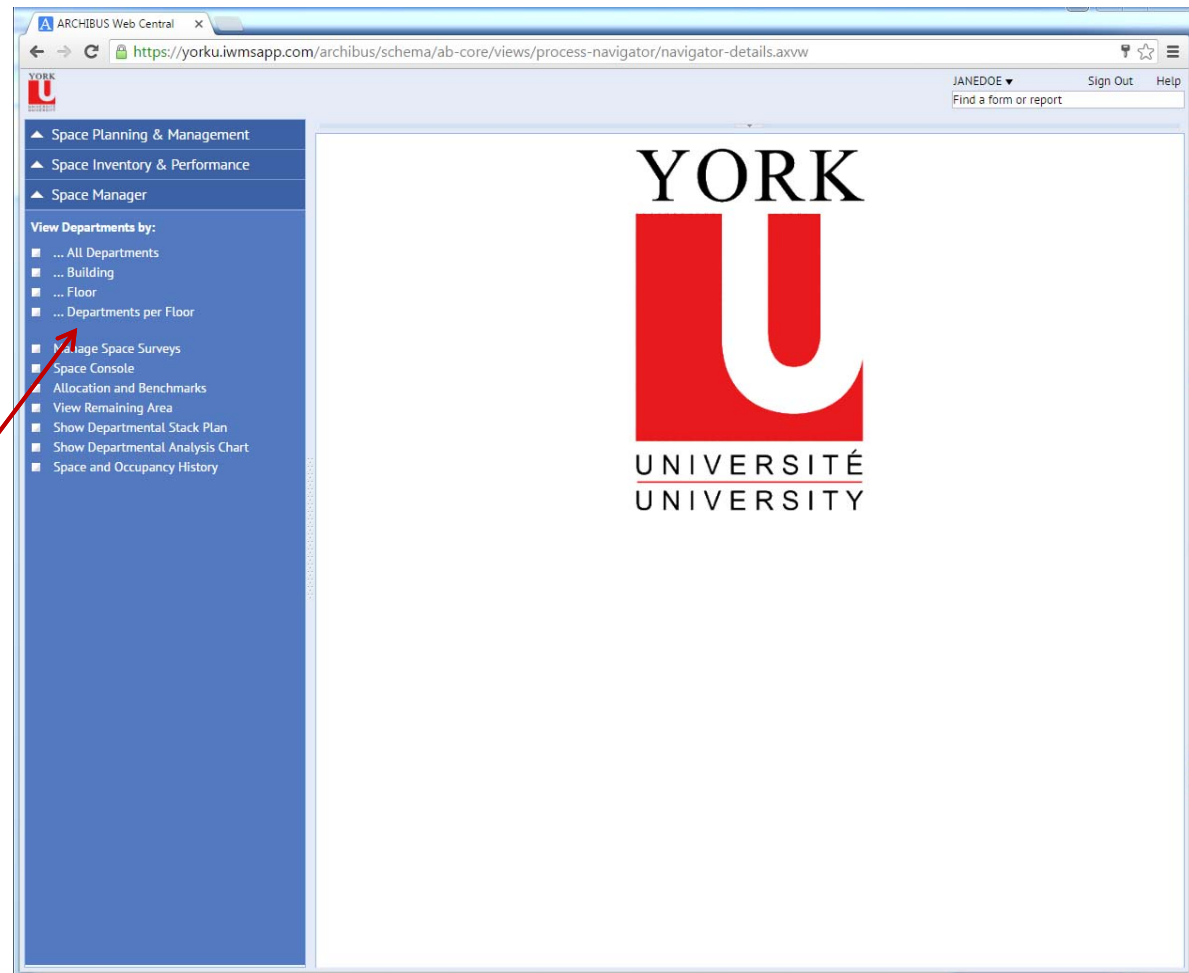 ARCHIBUS Web Central
https://yorku.iwmsapp.com/archibus/schema/ab-core/views/process-navigator/navigator-details.axvw
YORK
U
JANEDOE Sign Out Help
Find a form or report
Space Planning & Management
Space Inventory & Performance
Space Manager
View Departments by:
... All Departments
... Building
... Floor
... Departments per Floor
Manage Space Surveys
Space Console
Allocation and Benchmarks
View Remaining Area
Show Departmental Stack Plan
Show Departmental Analysis Chart
Space and Occupancy History
YORK
U
UNIVERSITÉ
UNIVERSITY